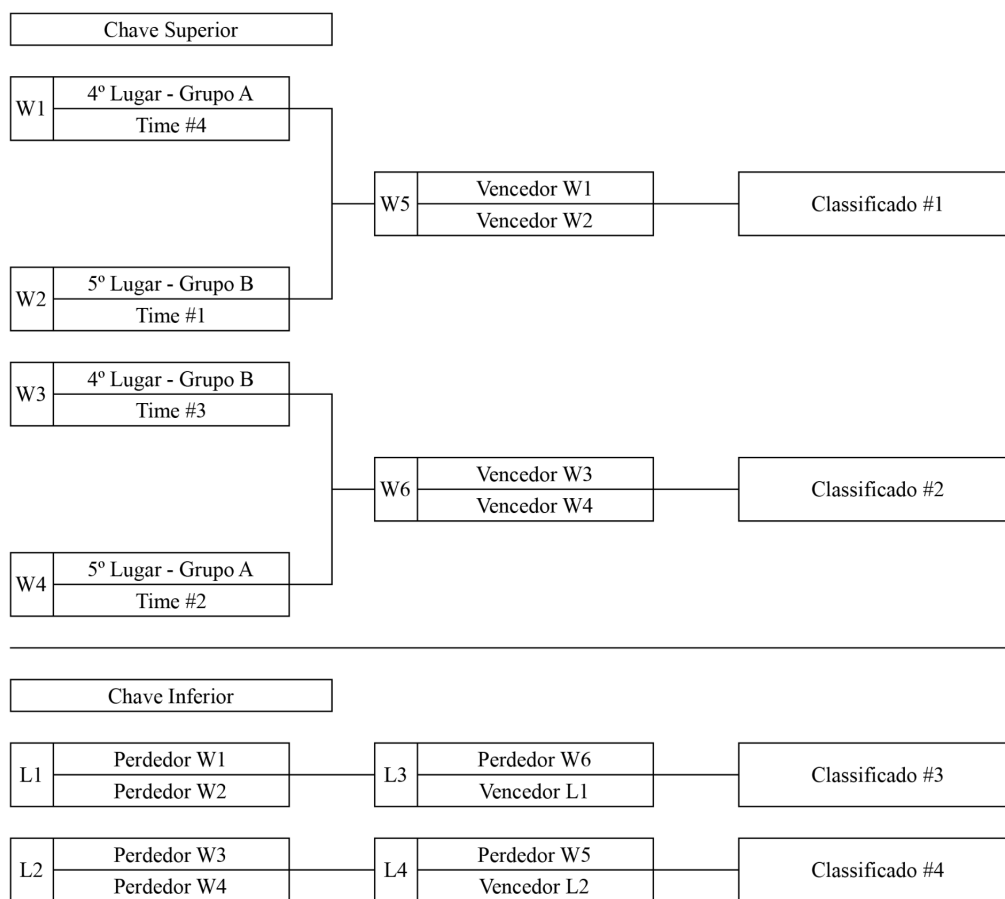 Chave Superior
W1
4º Lugar - Grupo A
Time #4
W5
Vencedor W1
Vencedor W2
Classificado #1
W2
5º Lugar - Grupo B
Time #1
W3
4º Lugar - Grupo B
Time #3
W6
Vencedor W3
Vencedor W4
Classificado #2
W4
5º Lugar - Grupo A
Time #2
Chave Inferior
L1
Perdedor W1
Perdedor W2
L3
Perdedor W6
Vencedor L1
Classificado #3
L2
Perdedor W3
Perdedor W4
L4
Perdedor W5
Vencedor L2
Classificado #4